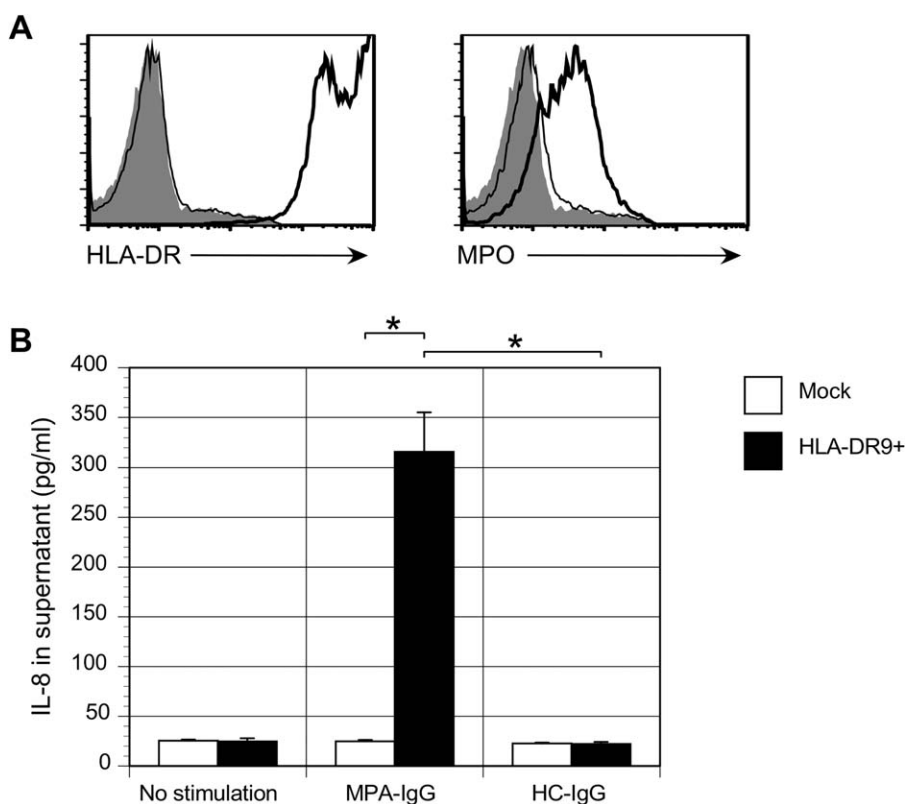 A
HLA-DR
MPO
B
*
*
IL-8 in supernatant (pg/ml)
400
350
300
250
200
150
100
50
0
No stimulation
MPA-IgG
HC-IgG
Mock
HLA-DR9+